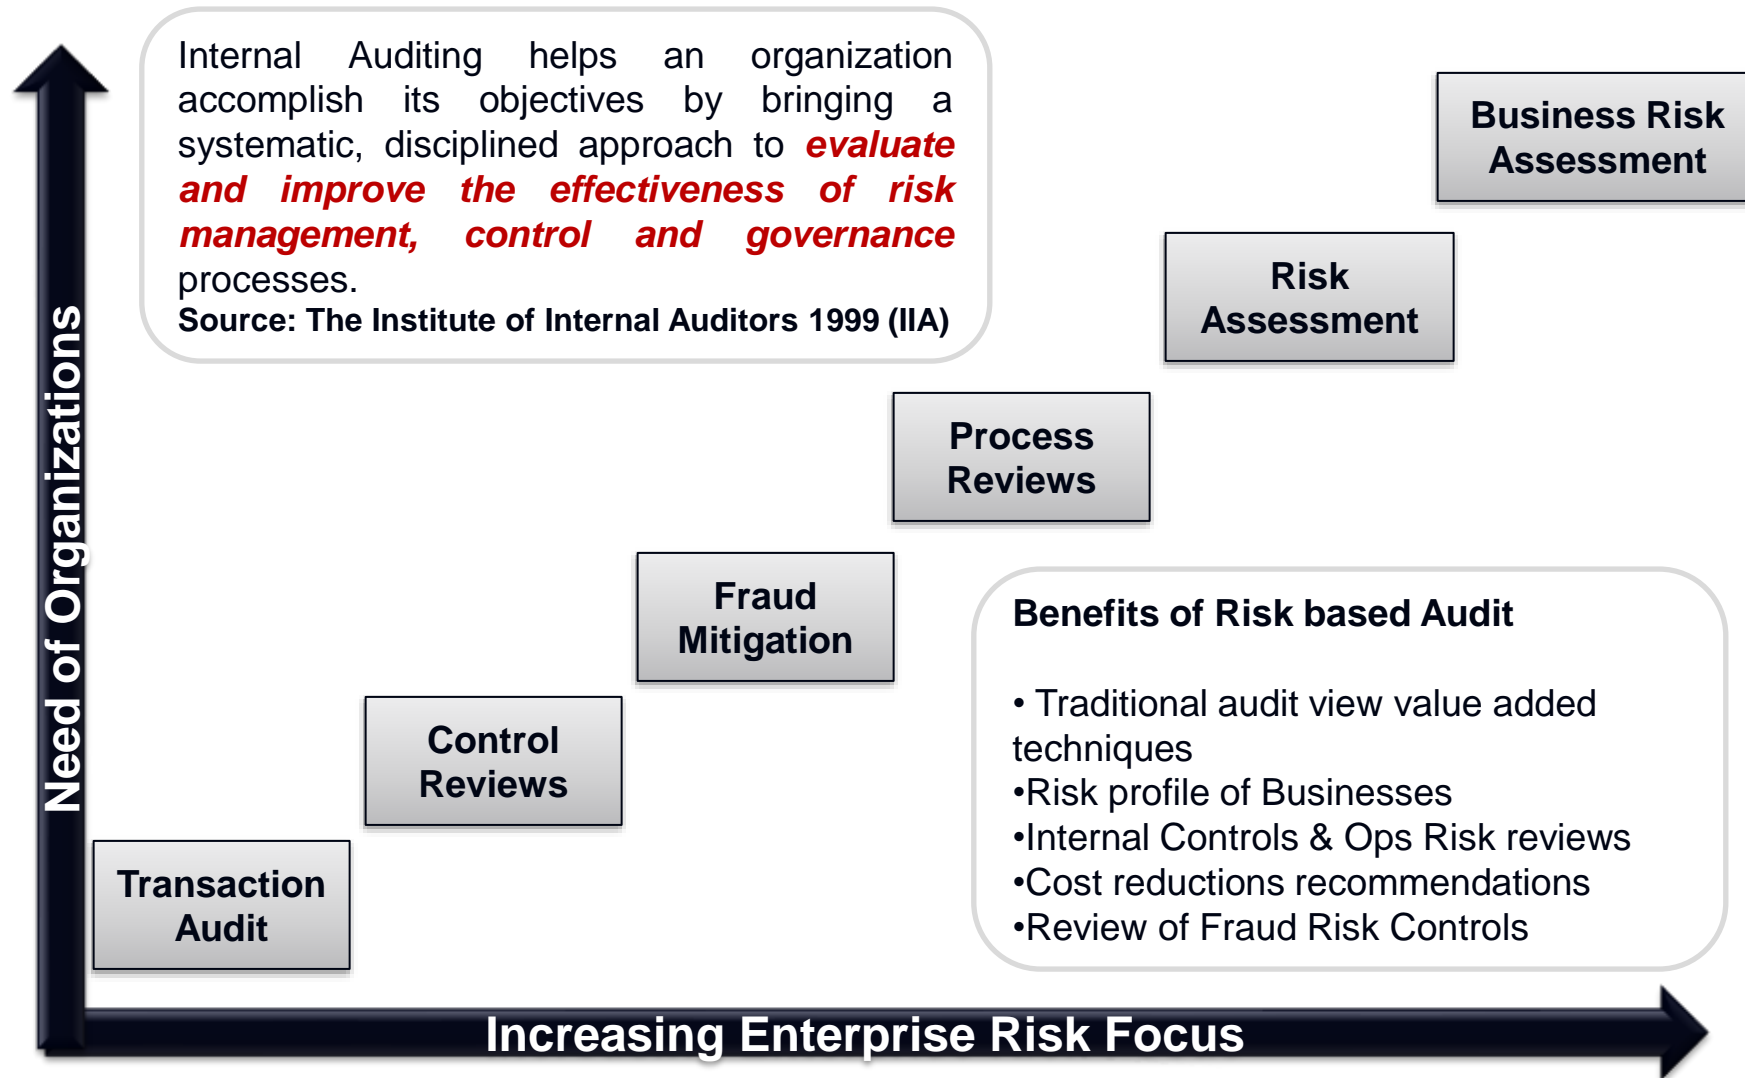 Internal Auditing helps an organization
accomplish its objectives by bringing a
systematic, disciplined approach to evaluate
and improve the effectiveness of risk
management, control and governance
processes.
Source: The Institute of Internal Auditors 1999 (IIA)
Business Risk
Assessment
Risk
Assessment
Process
Reviews
Fraud
Mitigation
Control
Reviews
Transaction
Audit
Need of Organizations
Benefits of Risk based Audit
• Traditional audit view value added
techniques
•Risk profile of Businesses
•Internal Controls & Ops Risk reviews
•Cost reductions recommendations
•Review of Fraud Risk Controls
Increasing Enterprise Risk Focus